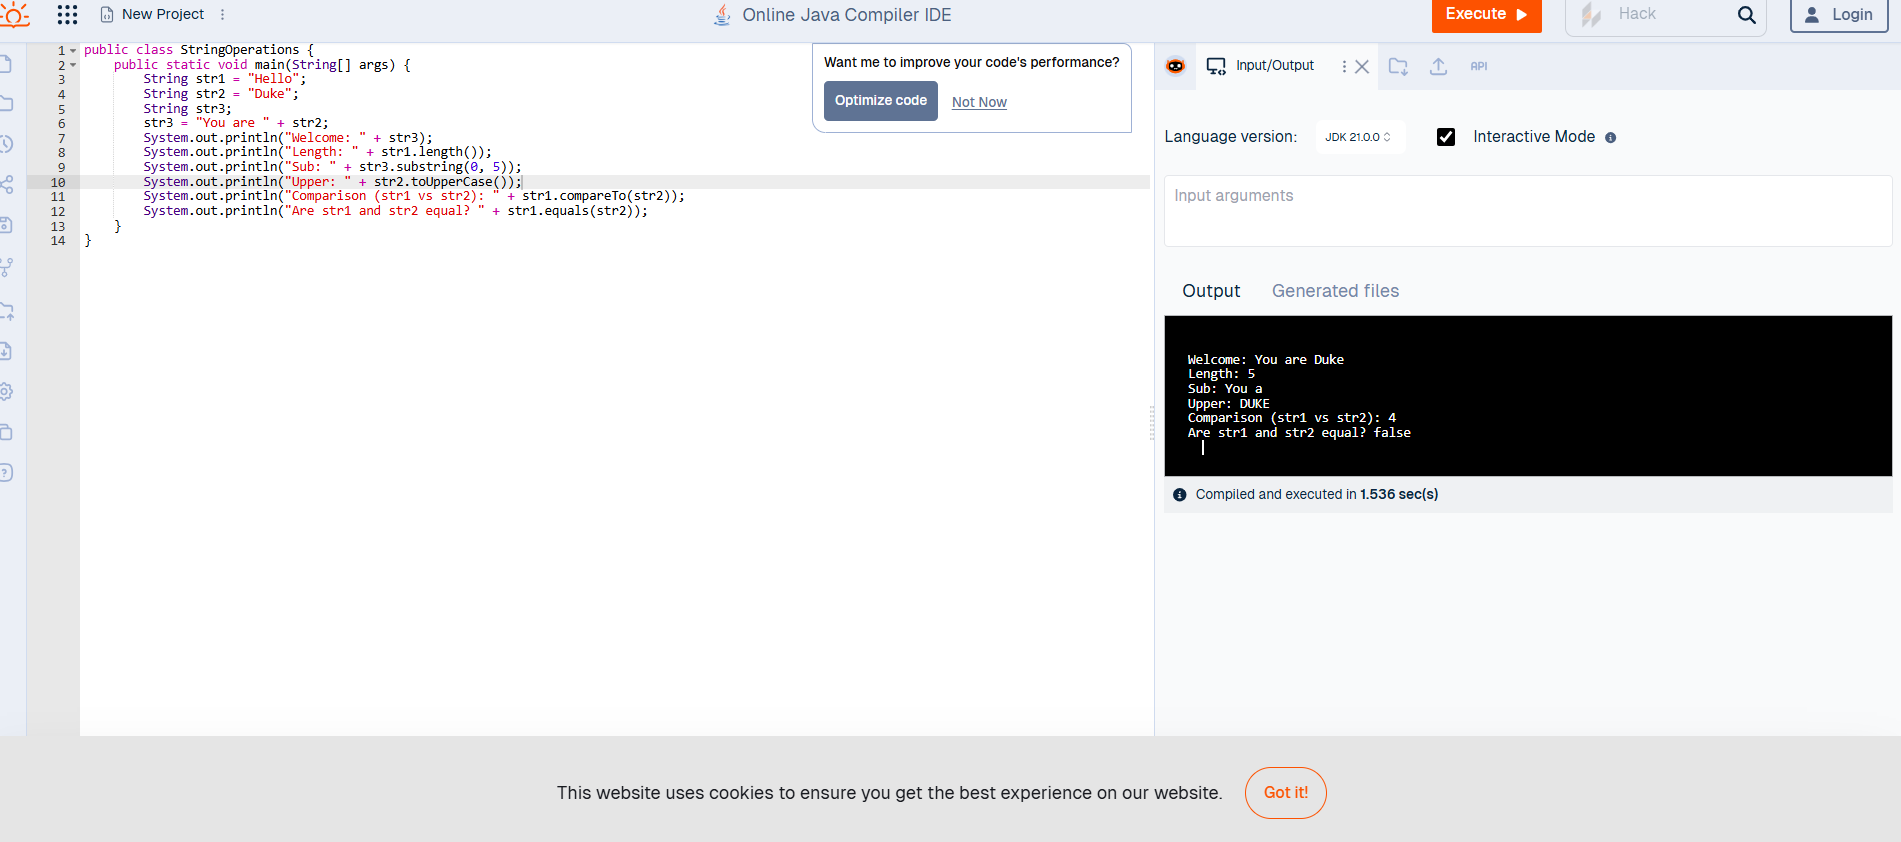 New Project
Online Java Compiler IDE
Execute
Hack
Login
1 public class StringOperations {
2     public static void main(String[] args) {
3         String str1 = "Hello";
4         String str2 = "Duke";
5         String str3;
6         str3 = "You are " + str2;
7         System.out.println("Welcome: " + str3);
8         System.out.println("Length: " + str1.length());
9         System.out.println("Sub: " + str3.substring(0, 5));
10         System.out.println("Upper: " + str2.toUpperCase());
11         System.out.println("Comparison (str1 vs str2): " + str1.compareTo(str2));
12         System.out.println("Are str1 and str2 equal? " + str1.equals(str2));
13     }
14 }
Want me to improve your code's performance?
Optimize code Not Now
Input/Output
API
Language version: JDK 21.0.0 Interactive Mode
Input arguments
Output Generated files
Welcome: You are Duke
Length: 5
Sub: You a
Upper: DUKE
Comparison (str1 vs str2): 4
Are str1 and str2 equal? false
Compiled and executed in 1.536 sec(s)
This website uses cookies to ensure you get the best experience on our website. Got it!